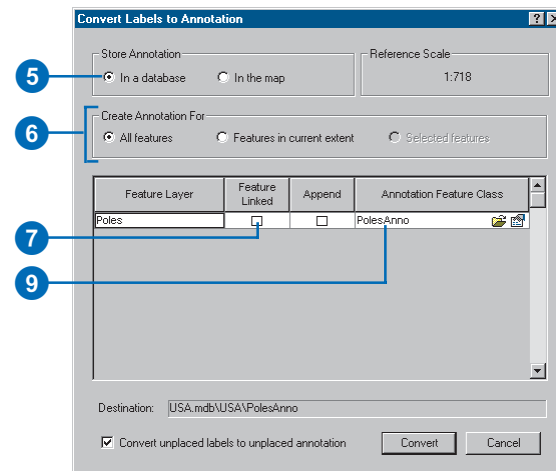 Convert Labels to Annotation
Store Annotation
In a database
In the map
Reference Scale
1:718
5
Create Annotation For
All features
Features in current extent
Selected features
6
Feature Layer
Feature Linked
Append
Annotation Feature Class
Poles
PolesAnno
7
9
Destination: USA.mdb\USA\PolesAnno
Convert unplaced labels to unplaced annotation
Convert
Cancel